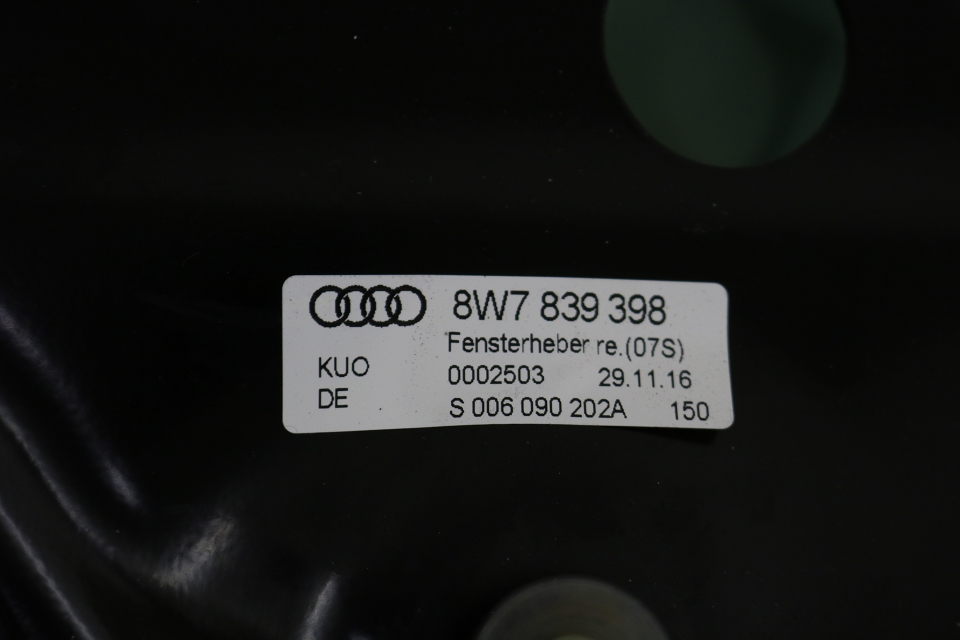 8W7 839 398
Fensterheber re.(07S)
KUO
0002503 29.11.16
DE
S 006 090 202A 150